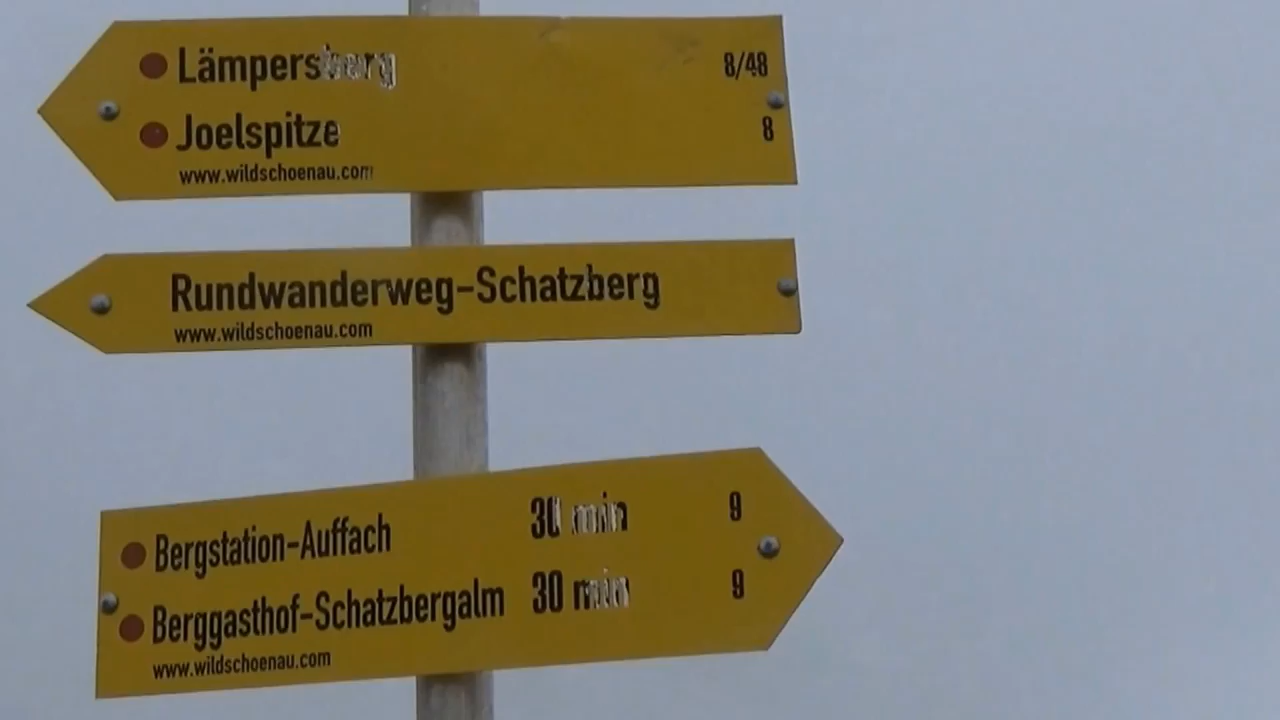 Lämpersberg 8/48
Joelspitze 8
www.wildschoenau.com
Rundwanderweg-Schatzberg
www.wildschoenau.com
Bergstation-Auffach 30 min 9
Berggasthof-Schatzbergalm 30 min 9
www.wildschoenau.com